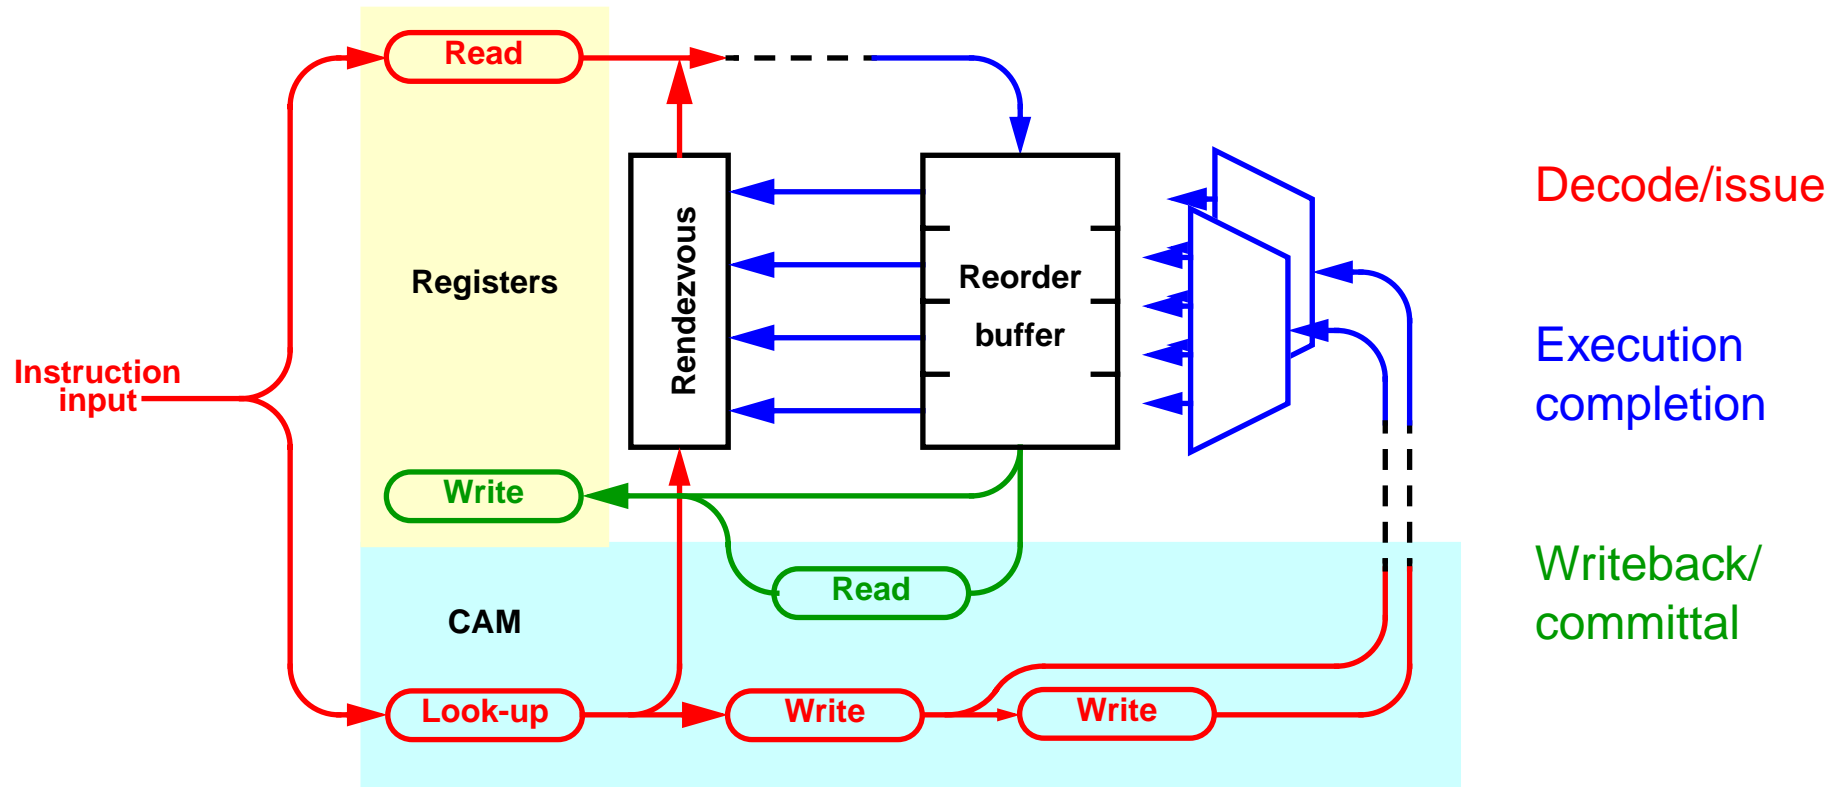 Read
Decode/issue
Rendezvous
Registers
Reorder
buffer
Execution
completion
Instruction
input
Write
Writeback/
committal
Read
CAM
Look-up
Write
Write